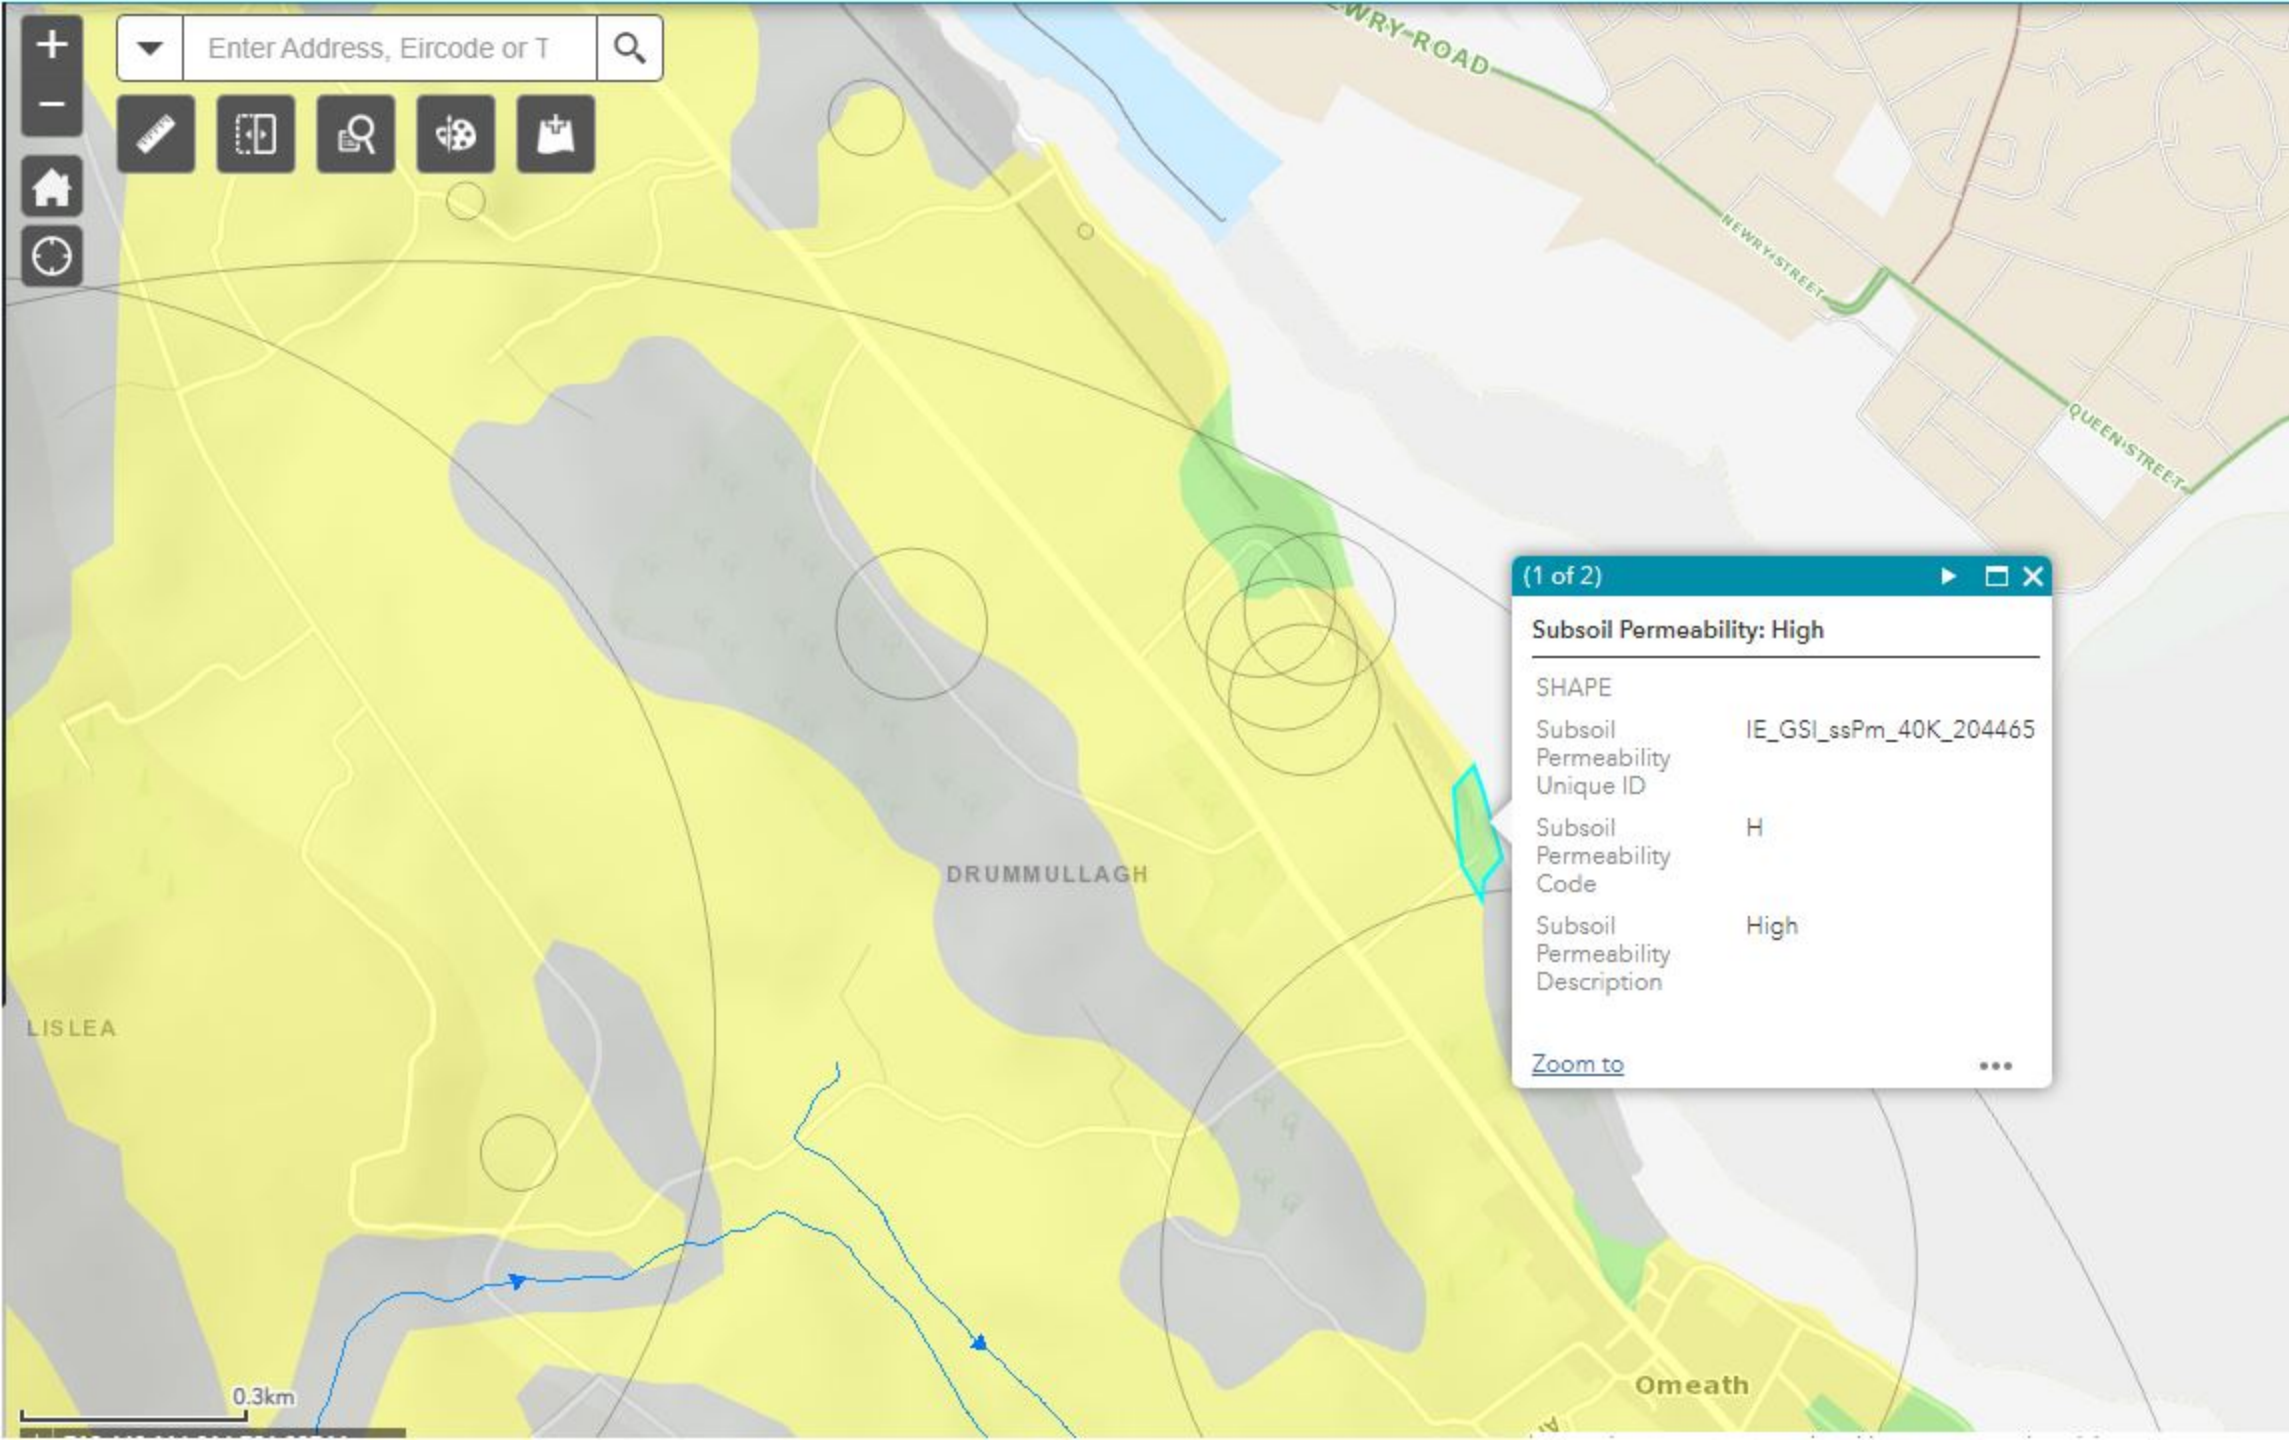 Enter Address, Eircode or T
WRY-ROAD
NEWRY-STREET
QUEEN-STREET
(1 of 2)
Subsoil Permeability: High
SHAPE
Subsoil Permeability Unique ID IE_GSI_ssPm_40K_204465
Subsoil Permeability Code H
Subsoil Permeability Description High
Zoom to
DRUMMULLAGH
LISLEA
Omeath
0.3km